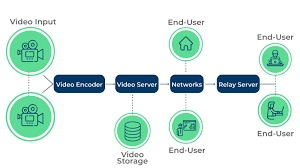 Video Input
End-User
End-User
Video Encoder
Video Server
Networks
Relay Server
Video
Storage
End-User
End-User